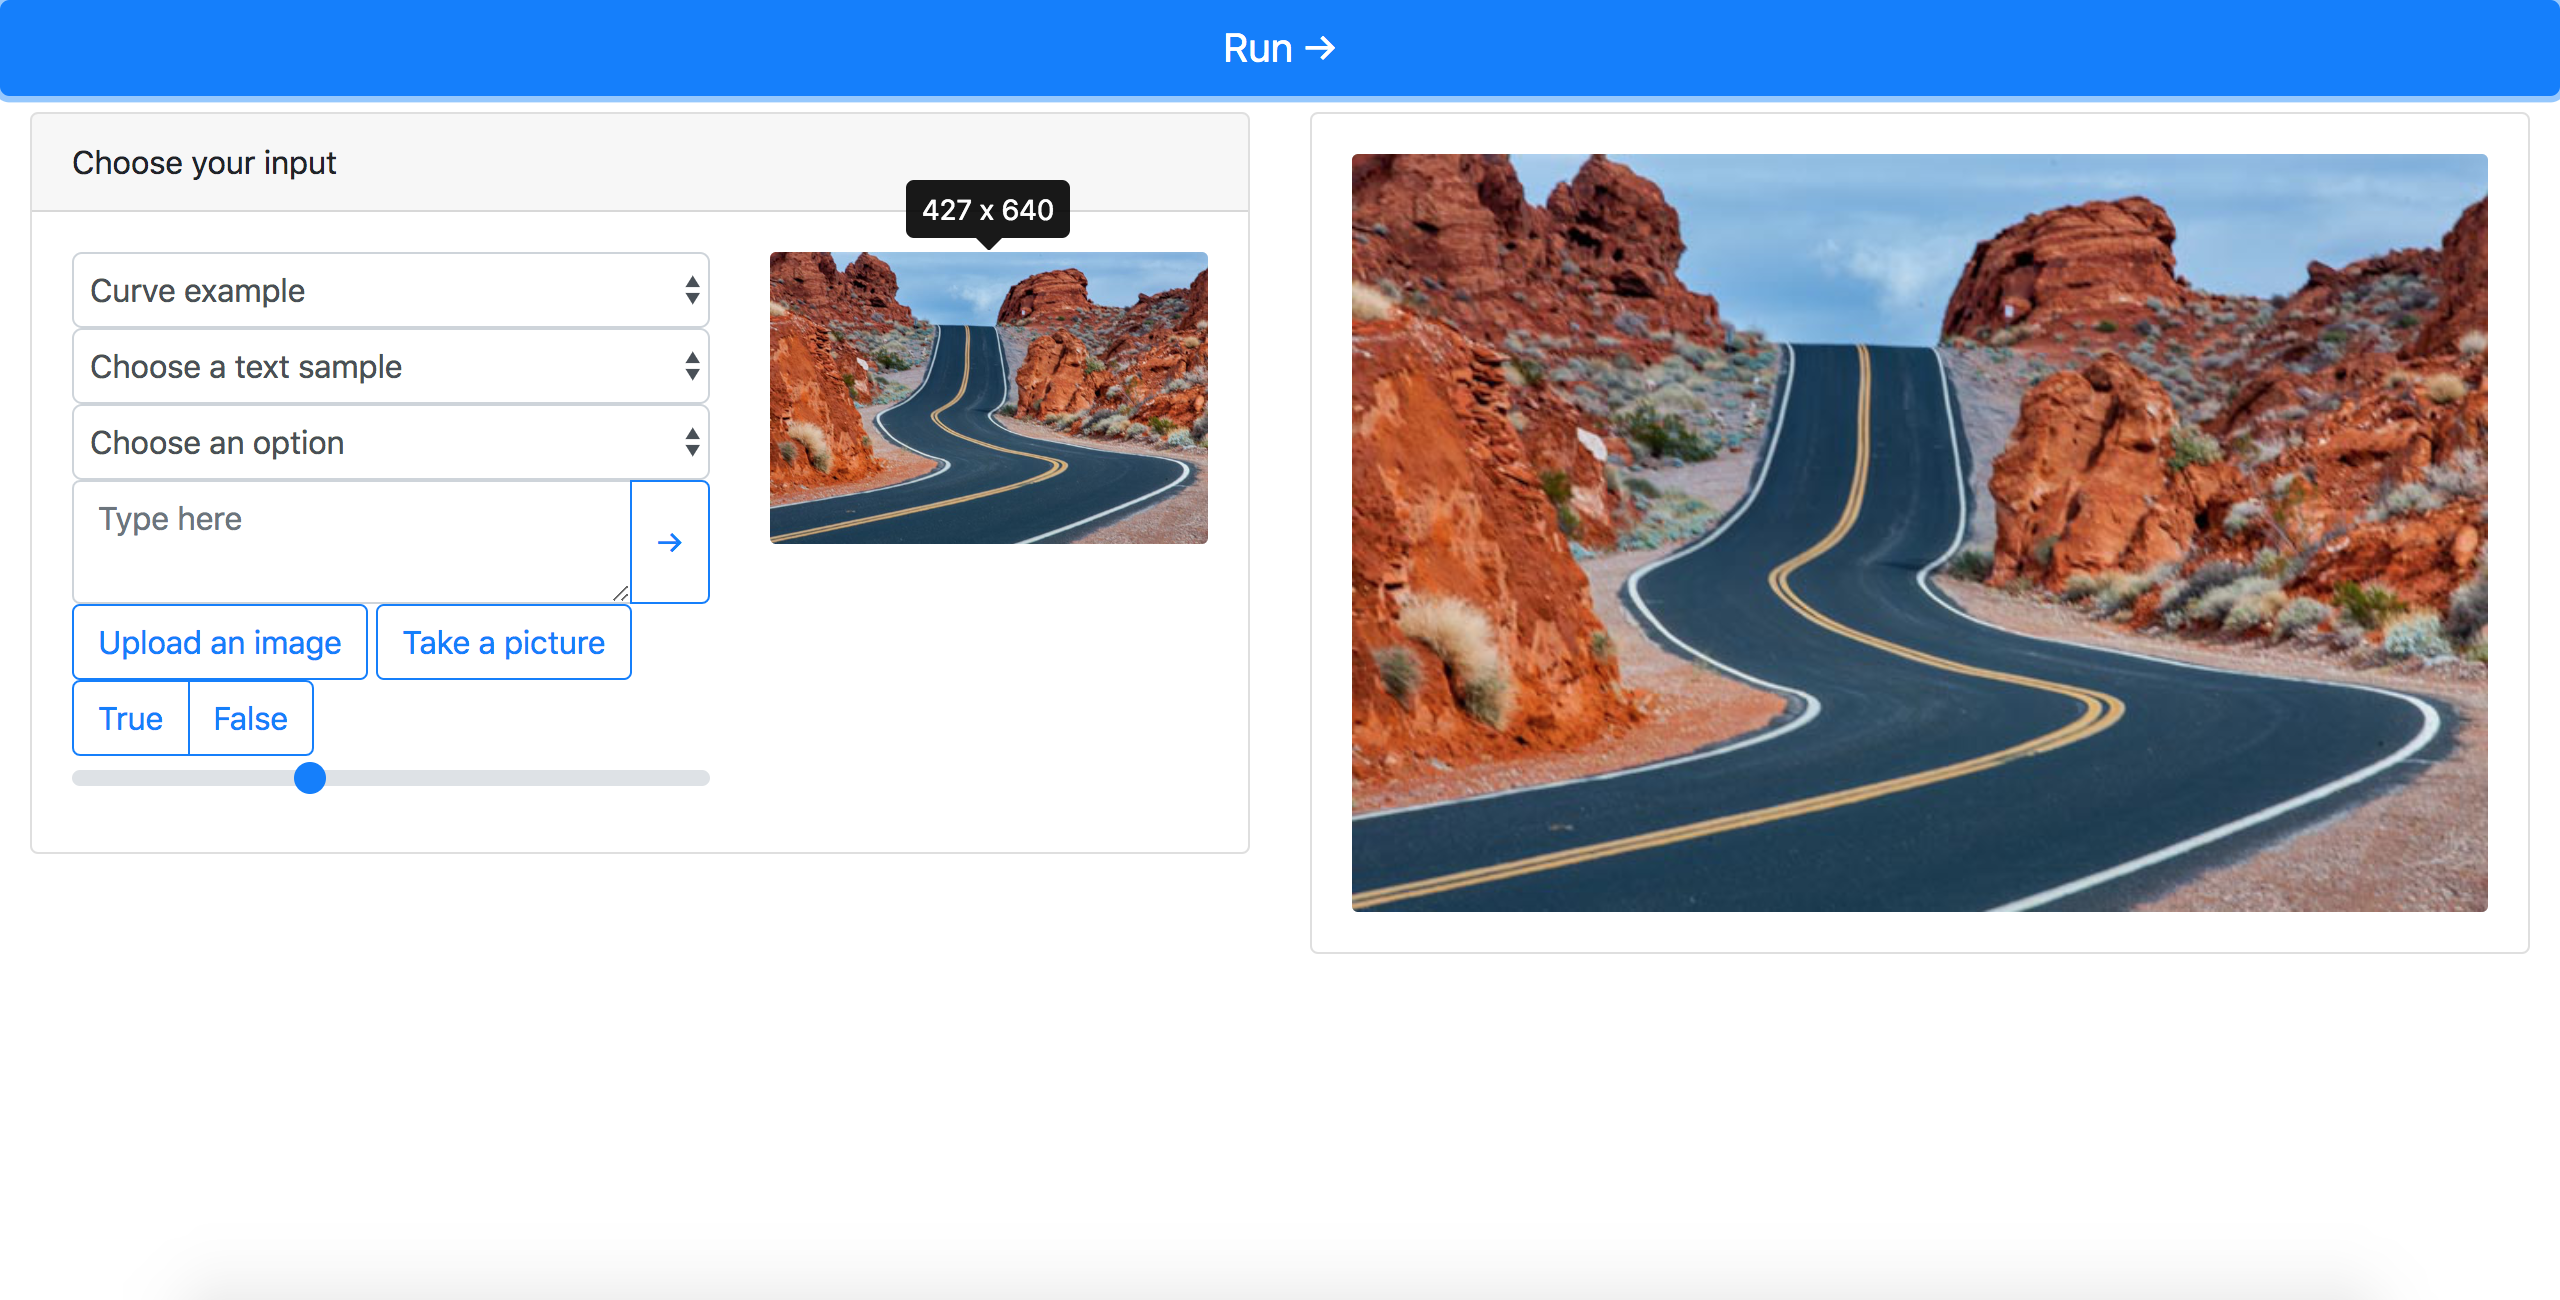 Run →
Choose your input
427 x 640
Curve example
Choose a text sample
Choose an option
Type here
→
Upload an image
Take a picture
True
False